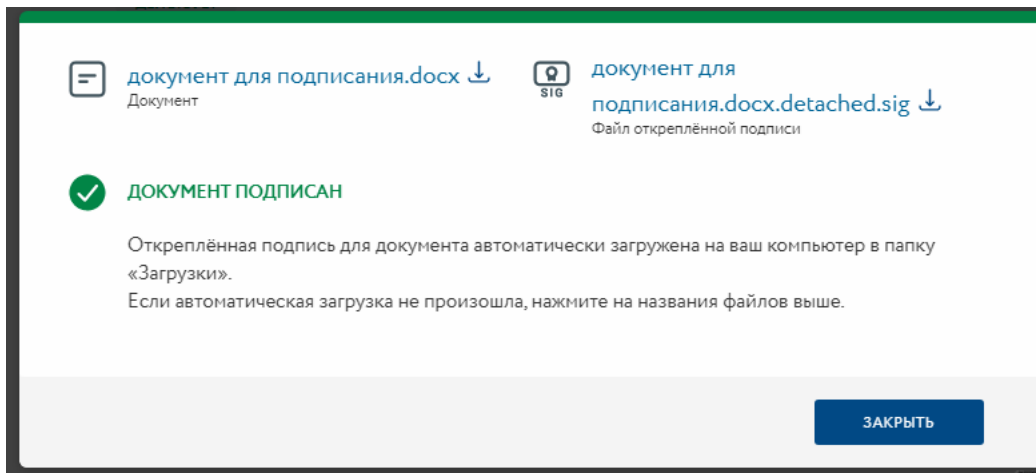 документ для подписания.docx
Документ
SIG
документ для
подписания.docx.detached.sig
Файл откреплённой подписи
ДОКУМЕНТ ПОДПИСАН
Откреплённая подпись для документа автоматически загружена на ваш компьютер в папку
«Загрузки».
Если автоматическая загрузка не произошла, нажмите на названия файлов выше.
ЗАКРЫТЬ